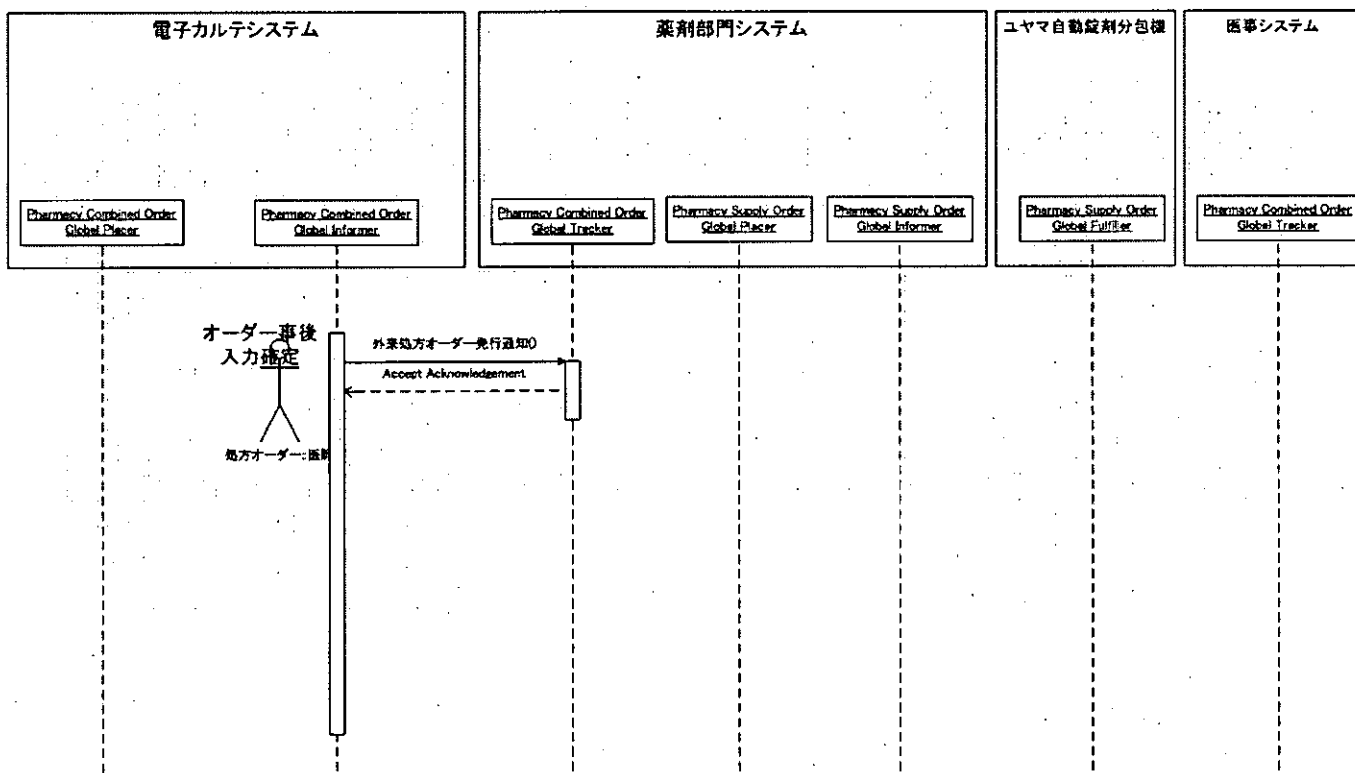 電子カルテシステム
薬剤部門システム
ユヤマ自動錠剤分包機
医事システム
Pharmacy Combined Order
Global Placer
Pharmacy Combined Order
Global Informer
Pharmacy Combined Order
Global Tracker
Pharmacy Supply Order
Global Placer
Pharmacy Supply Order
Global Informer
Pharmacy Supply Order
Global Fulfiller
Pharmacy Combined Order
Global Tracker
オーダー事後
入力確定
外来処方オーダー発行通知()
Accept Acknowledgement
処方オーダー::医師